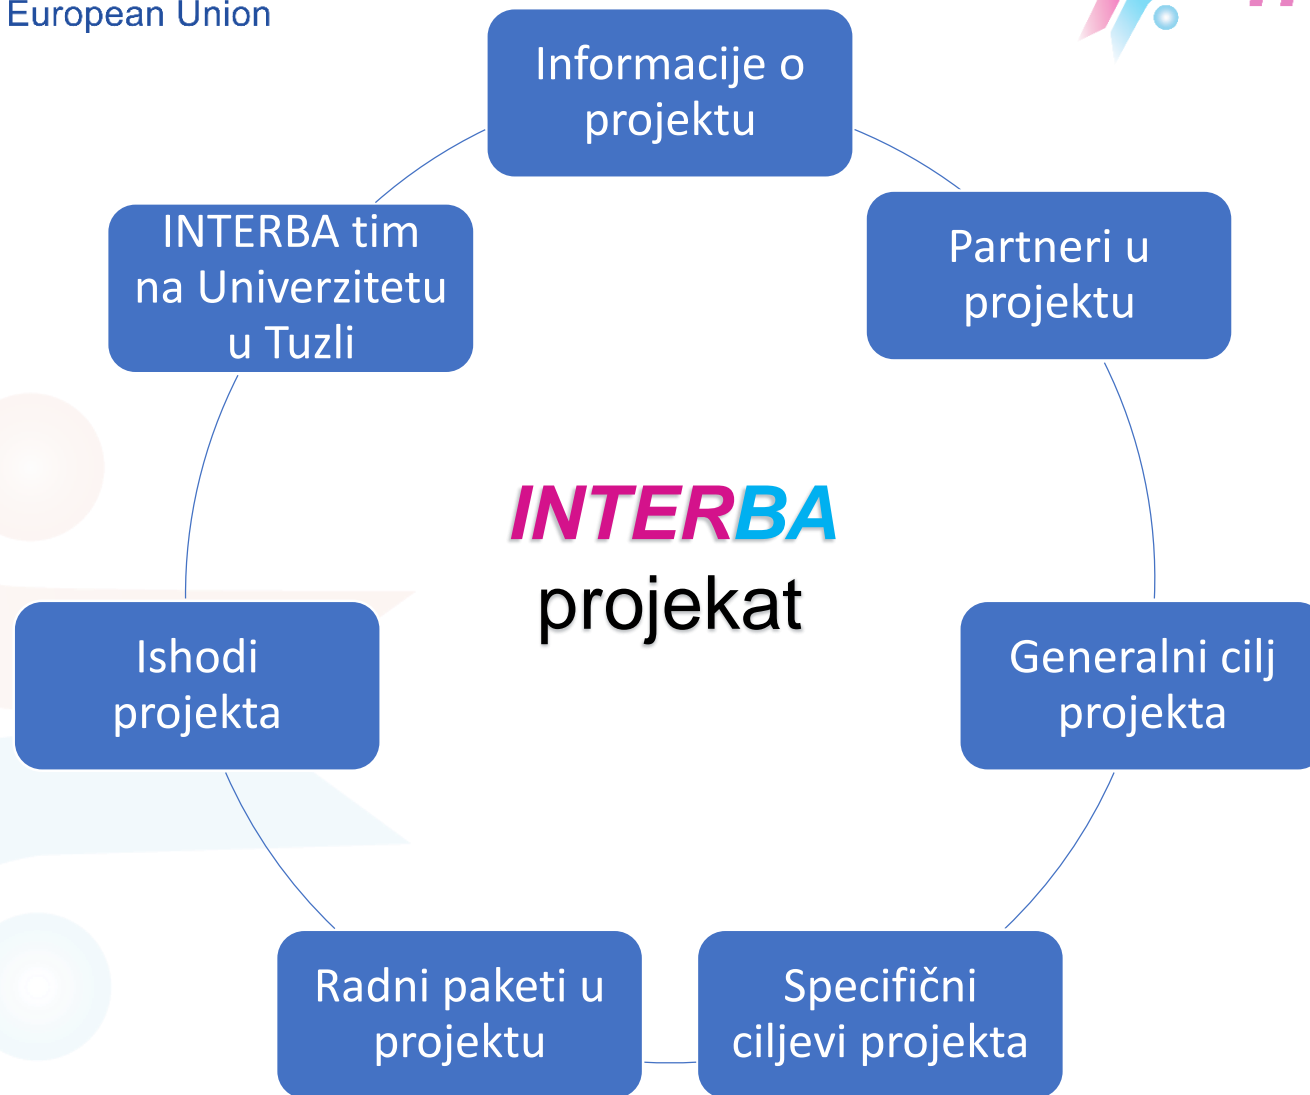 European Union
Informacije o
projektu
Partneri u
projektu
Generalni cilj
projekta
Specifični
ciljevi projekta
Radni paketi u
projektu
Ishodi
projekta
INTERBA tim
na Univerzitetu
u Tuzli
INTERBA
projekat